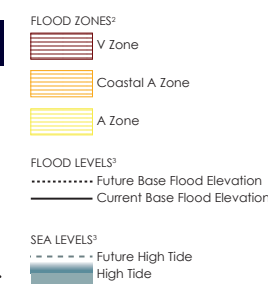 FLOOD ZONES²
V Zone
Coastal A Zone
A Zone
FLOOD LEVELS³
Future Base Flood Elevation
Current Base Flood Elevation
SEA LEVELS³
Future High Tide
High Tide